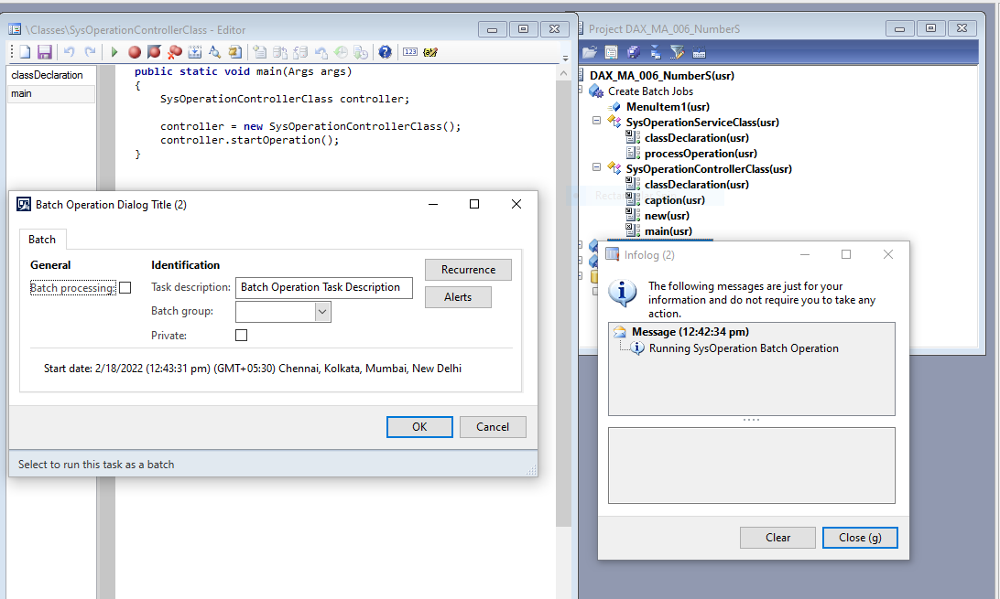 \Classes\SysOperationControllerClass - Editor
classDeclaration
main
public static void main(Args args)
{
SysOperationControllerClass controller;
controller = new SysOperationControllerClass();
controller.startOperation();
}
Project DAX_MA_006_NumberS
DAX_MA_006_NumberS(usr)
Create Batch Jobs
MenuItem1(usr)
SysOperationServiceClass(usr)
classDeclaration(usr)
processOperation(usr)
SysOperationControllerClass(usr)
classDeclaration(usr)
caption(usr)
new(usr)
main(usr)
Batch Operation Dialog Title (2)
Batch
General
Batch processing:
Identification
Task description: Batch Operation Task Description
Batch group:
Private:
Recurrence
Alerts
Start date: 2/18/2022 (12:43:31 pm) (GMT+05:30) Chennai, Kolkata, Mumbai, New Delhi
OK
Cancel
Select to run this task as a batch
Infolog (2)
The following messages are just for your
information and do not require you to take any
action.
Message (12:42:34 pm)
Running SysOperation Batch Operation
Clear
Close (g)